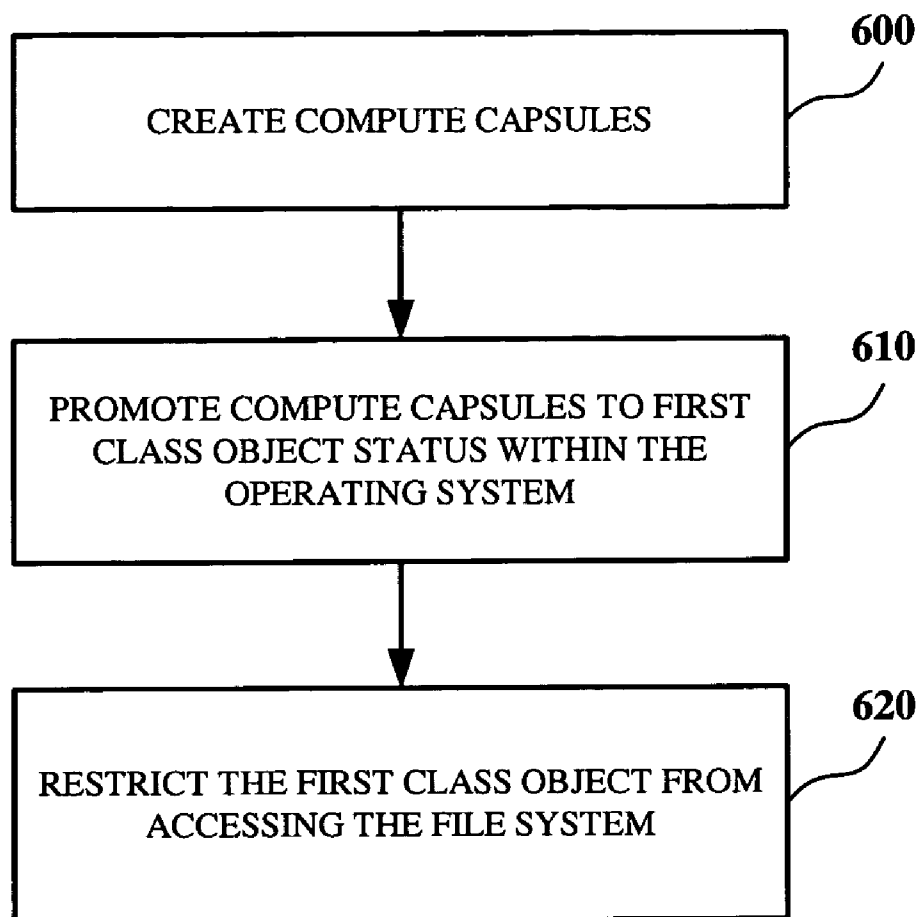 600
CREATE COMPUTE CAPSULES
610
PROMOTE COMPUTE CAPSULES TO FIRST
CLASS OBJECT STATUS WITHIN THE
OPERATING SYSTEM
620
RESTRICT THE FIRST CLASS OBJECT FROM
ACCESSING THE FILE SYSTEM